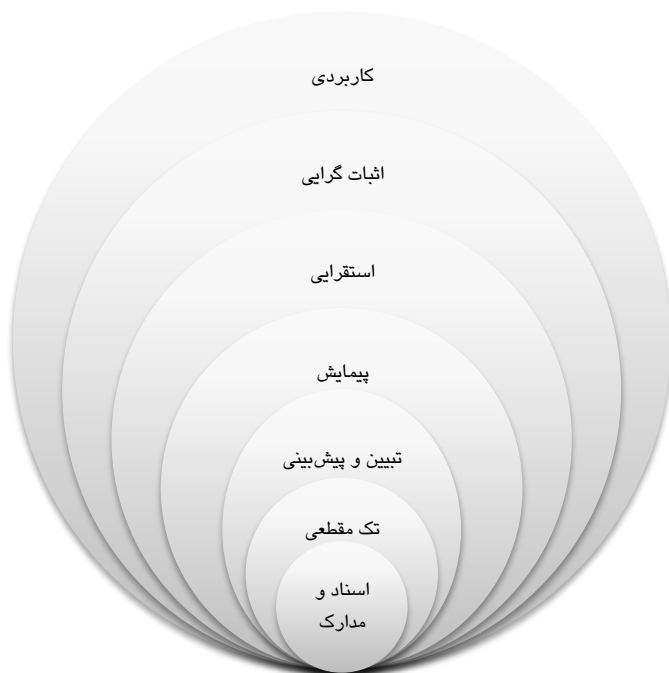 کاربردی
اثبات گرایی
استقرایی
پیمایش
تبیین و پیش‌بینی
تک مقطعی
اسناد و
مدارک